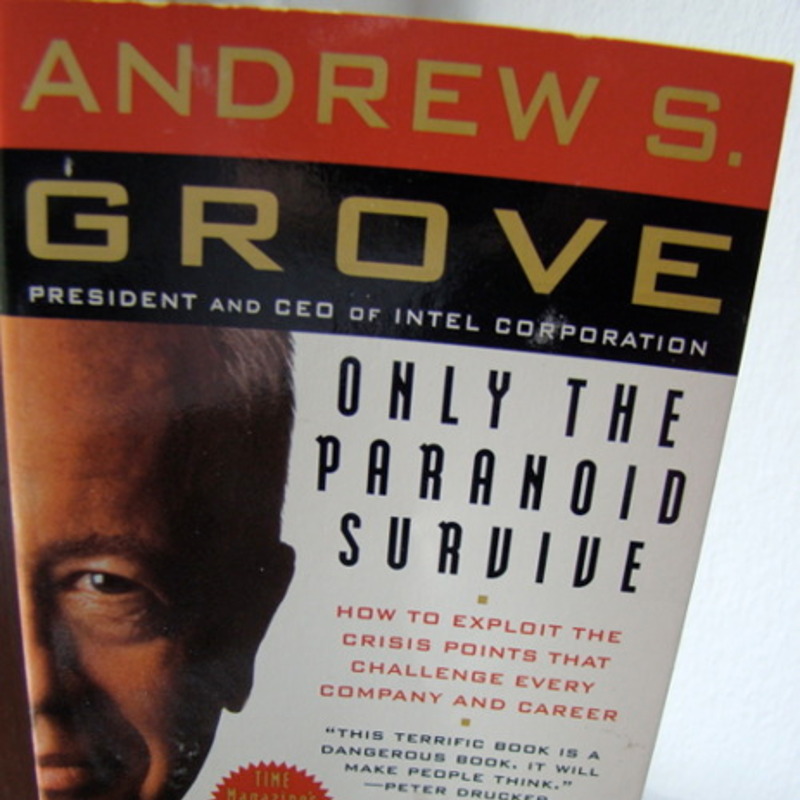 ANDREW S.
GROVE
PRESIDENT AND CEO OF INTEL CORPORATION
ONLY THE
PARANOID
SURVIVE
HOW TO EXPLOIT THE
CRISIS POINTS THAT
CHALLENGE EVERY
COMPANY AND CAREER
"THIS TERRIFIC BOOK IS A
DANGEROUS BOOK. IT WILL
MAKE PEOPLE THINK."
—PETER DRUCKER
TIME
Magazine's